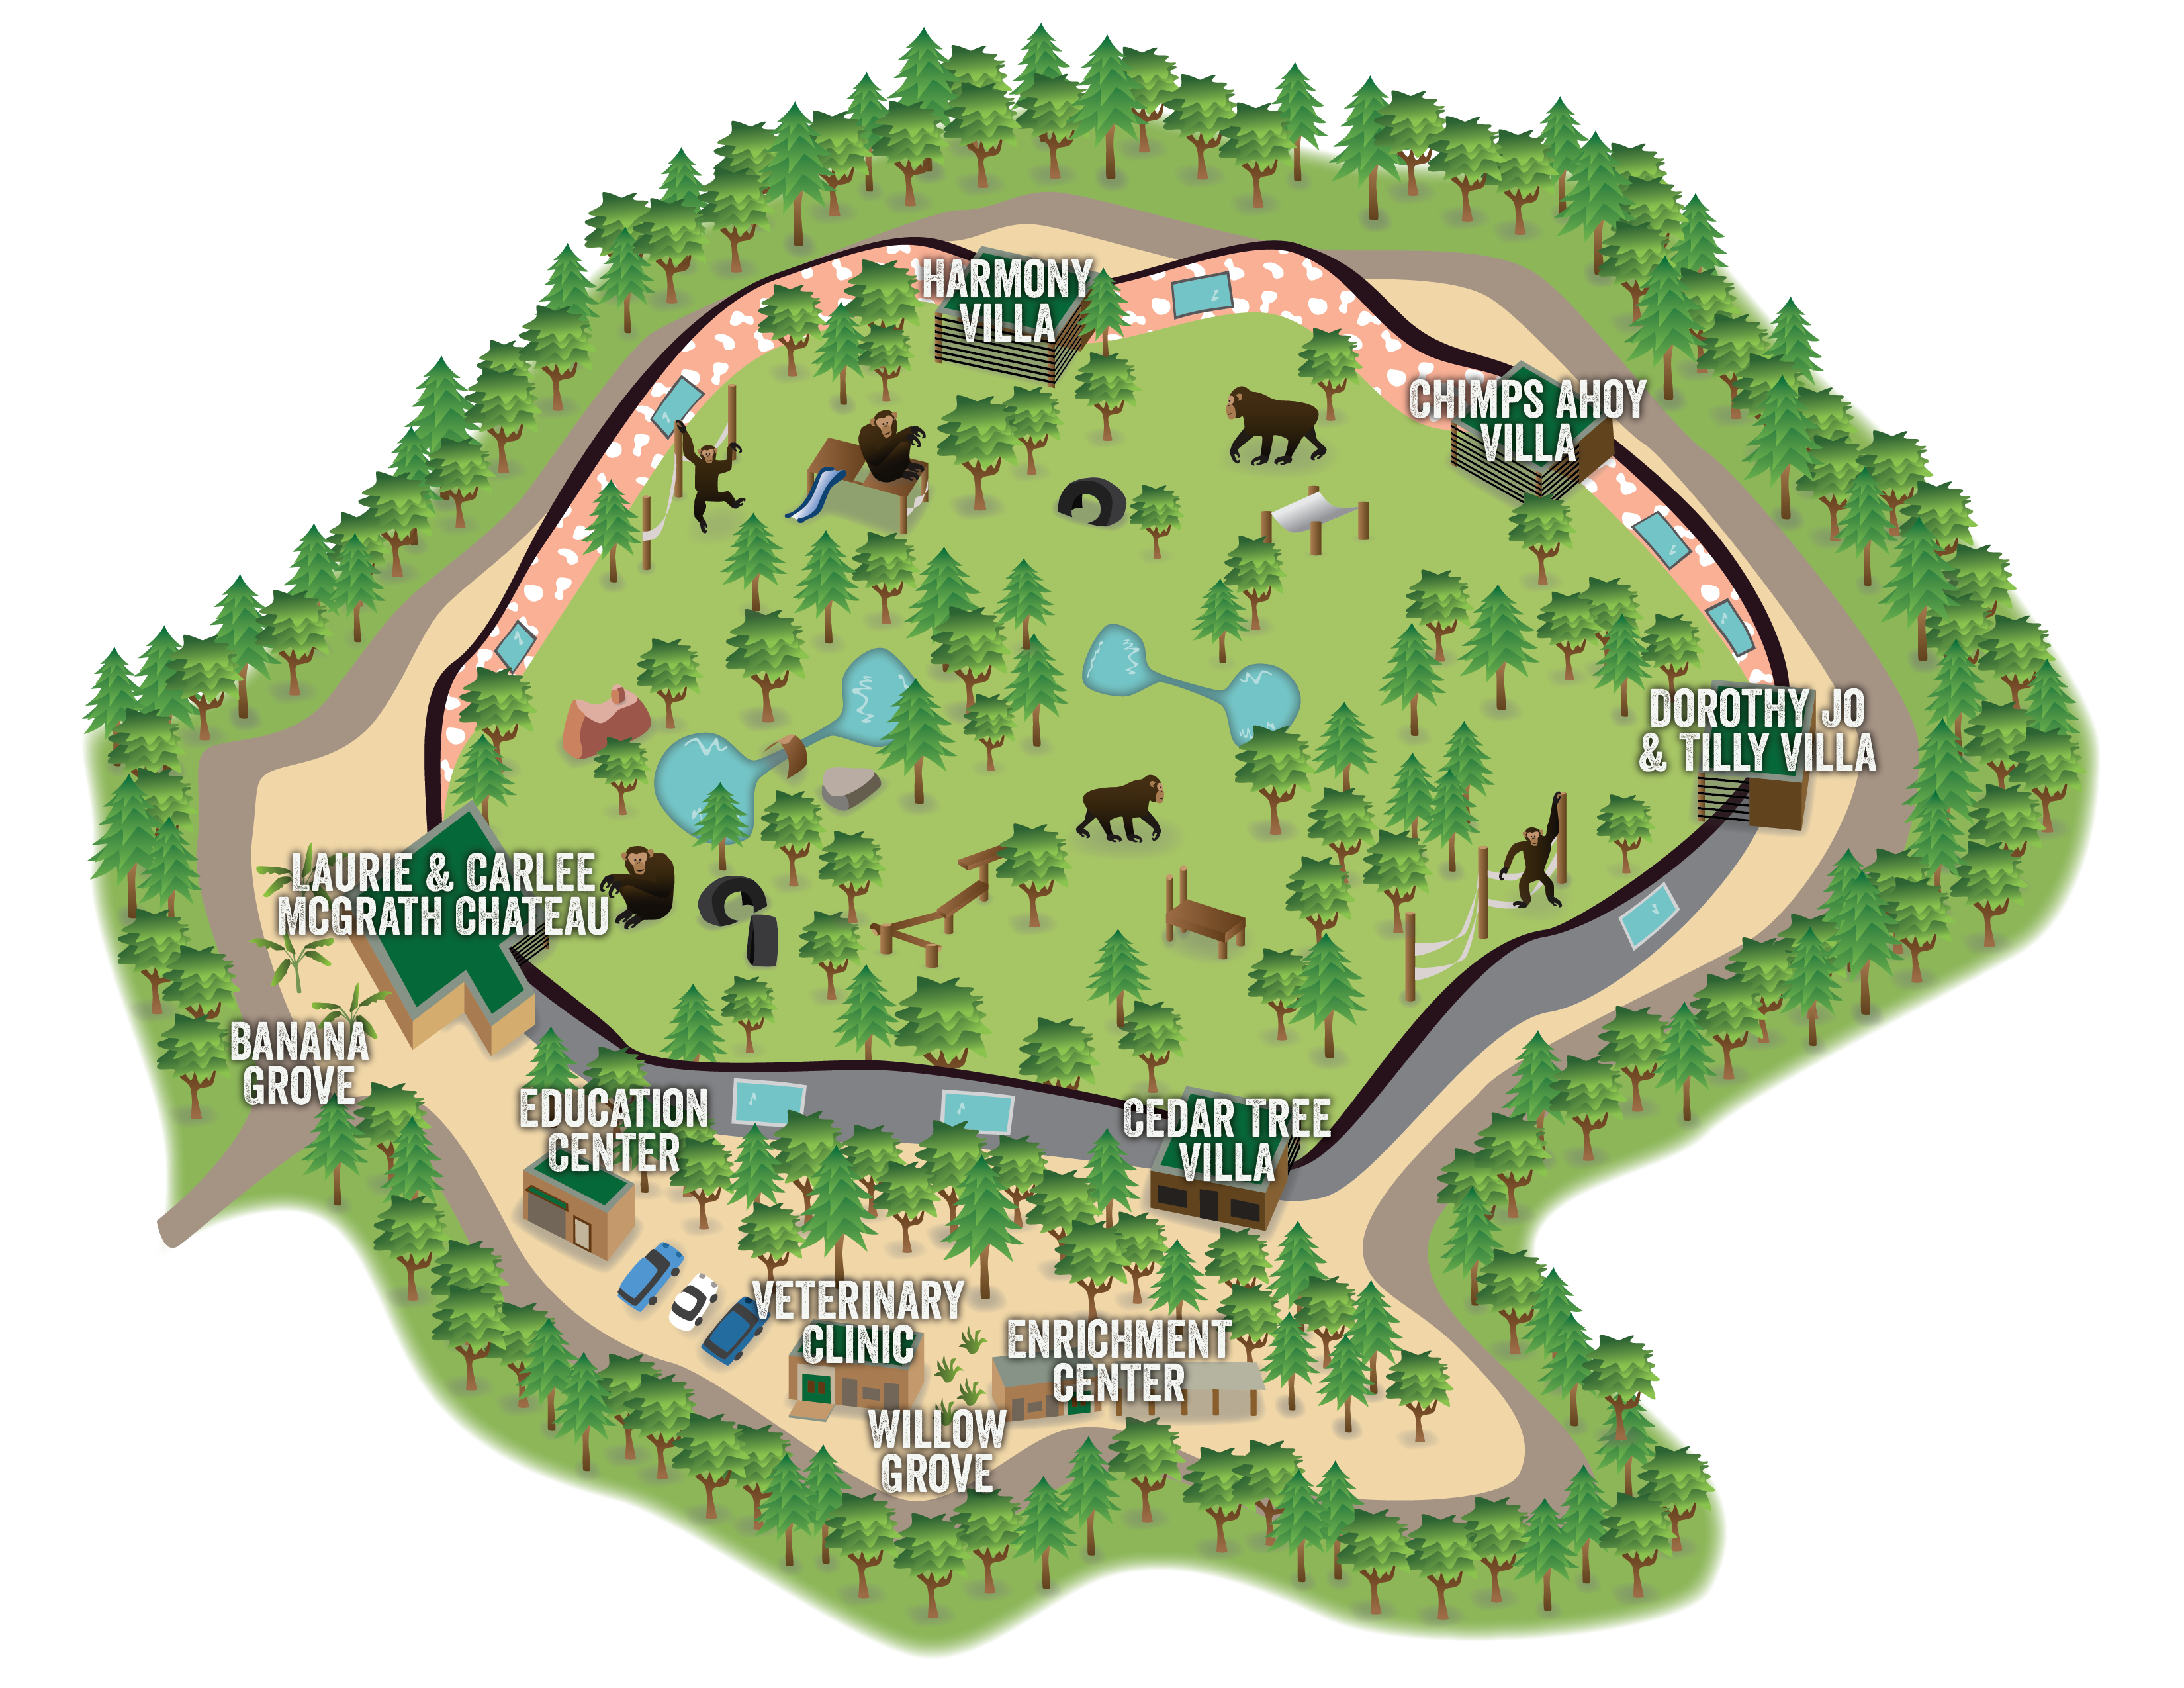 HARMONY
VILLA
CHIMPS AHOY
VILLA
DOROTHY JO
& TILLY VILLA
LAURIE & CARLEE
MCGRATH CHATEAU
BANANA
GROVE
EDUCATION
CENTER
CEDAR TREE
VILLA
VETERINARY
CLINIC
ENRICHMENT
CENTER
WILLOW
GROVE